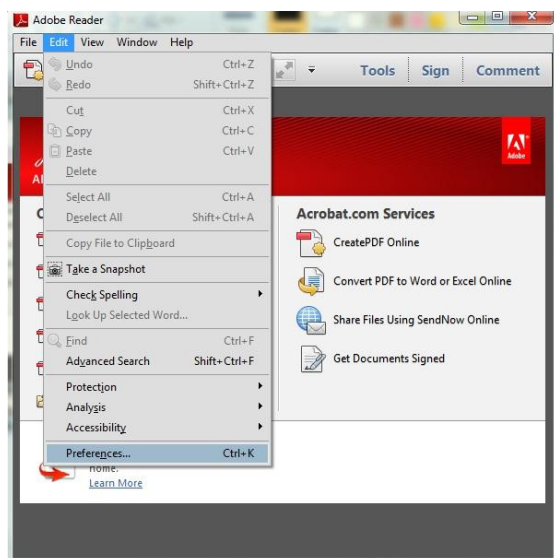 Adobe Reader
File Edit View Window Help
Tools Sign Comment
Undo Ctrl+Z
Redo Shift+Ctrl+Z
Cut Ctrl+X
Copy Ctrl+C
Paste Ctrl+V
Delete
Select All Ctrl+A
Deselect All Shift+Ctrl+A
Copy File to Clipboard
Take a Snapshot
Check Spelling
Look Up Selected Word...
Find Ctrl+F
Advanced Search Shift+Ctrl+F
Protection
Analysis
Accessibility
Preferences... Ctrl+K
Adobe
Acrobat.com Services
CreatePDF Online
Convert PDF to Word or Excel Online
Share Files Using SendNow Online
Get Documents Signed
home.
Learn More